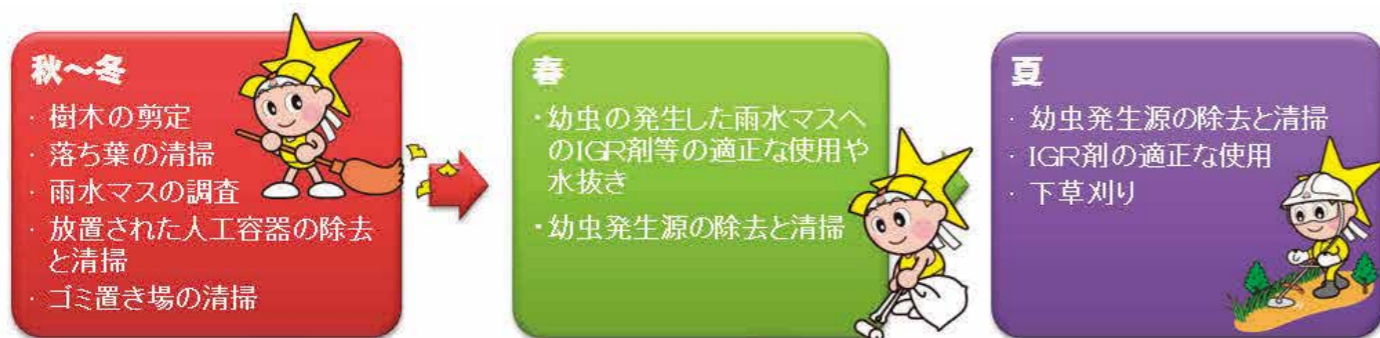 秋～冬
・樹木の剪定
・落ち葉の清掃
・雨水マスの調査
・放置された人工容器の除去
と清掃
・ゴミ置き場の清掃
春
・幼虫の発生した雨水マスへ
のIGR剤等の適正な使用や
水抜き
・幼虫発生源の除去と清掃
夏
・幼虫発生源の除去と清掃
・IGR剤の適正な使用
・下草刈り